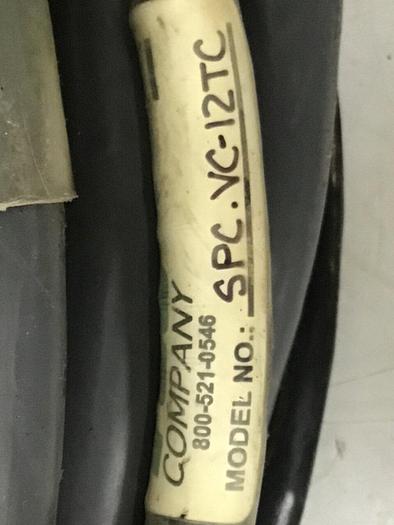 COMPANY
800-521-0546
MODEL NO.: SPC.VC-12TC